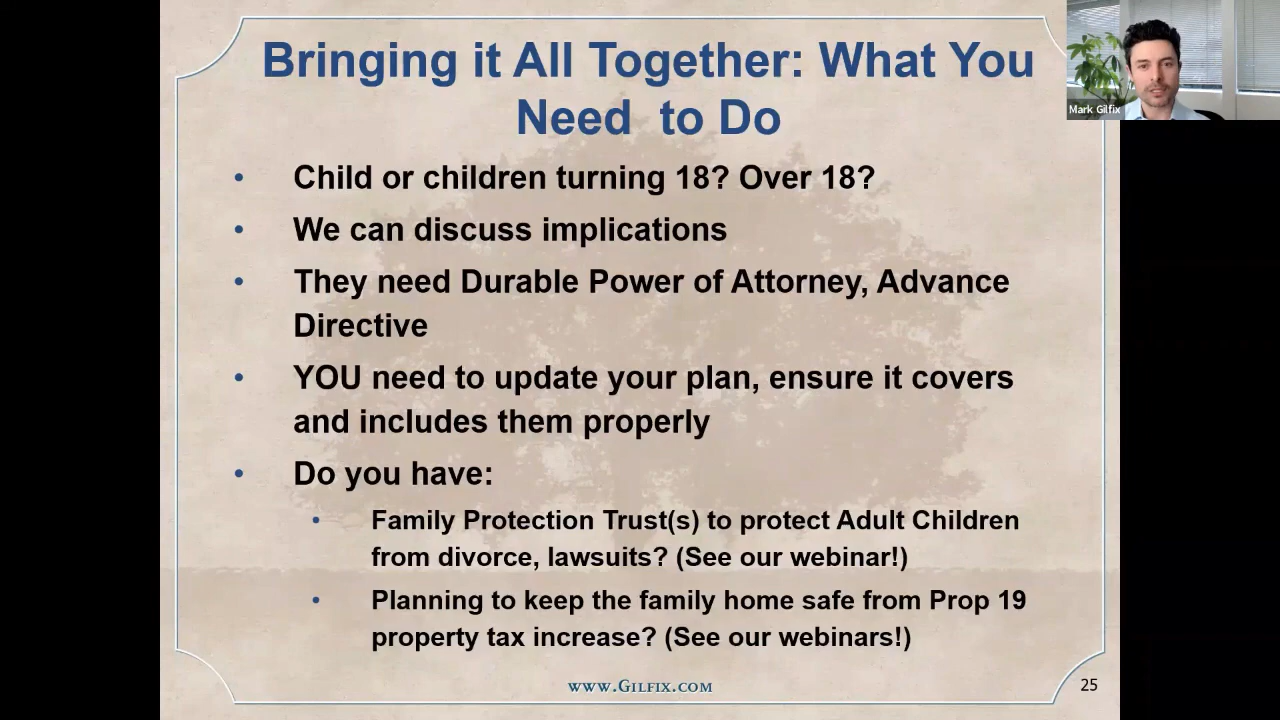 Bringing it All Together: What You
Need to Do
• Child or children turning 18? Over 18?
• We can discuss implications
• They need Durable Power of Attorney, Advance
Directive
• YOU need to update your plan, ensure it covers
and includes them properly
• Do you have:
• Family Protection Trust(s) to protect Adult Children
from divorce, lawsuits? (See our webinar!)
• Planning to keep the family home safe from Prop 19
property tax increase? (See our webinars!)
www.Gilfix.com
25
Mark Gilfix